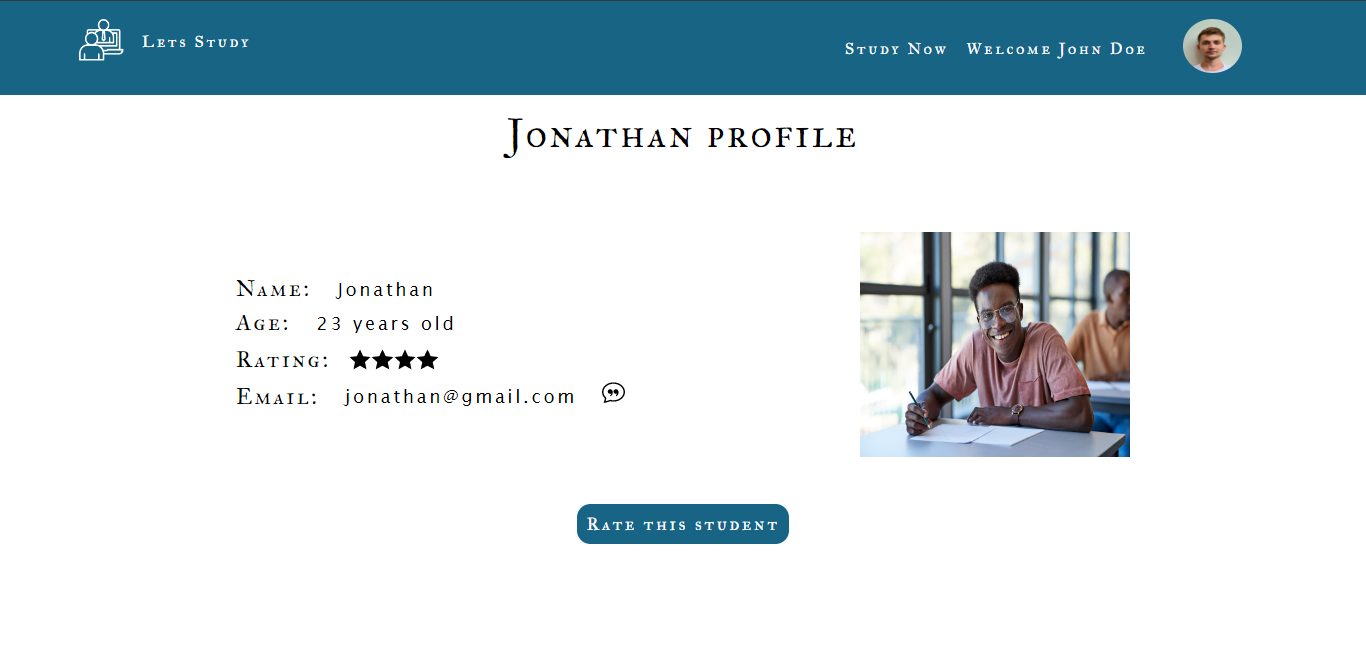 Lets Study
Study Now Welcome John Doe
Jonathan profile
Name: Jonathan
Age: 23 years old
Rating: ★★★★
Email: jonathan@gmail.com
Rate this student